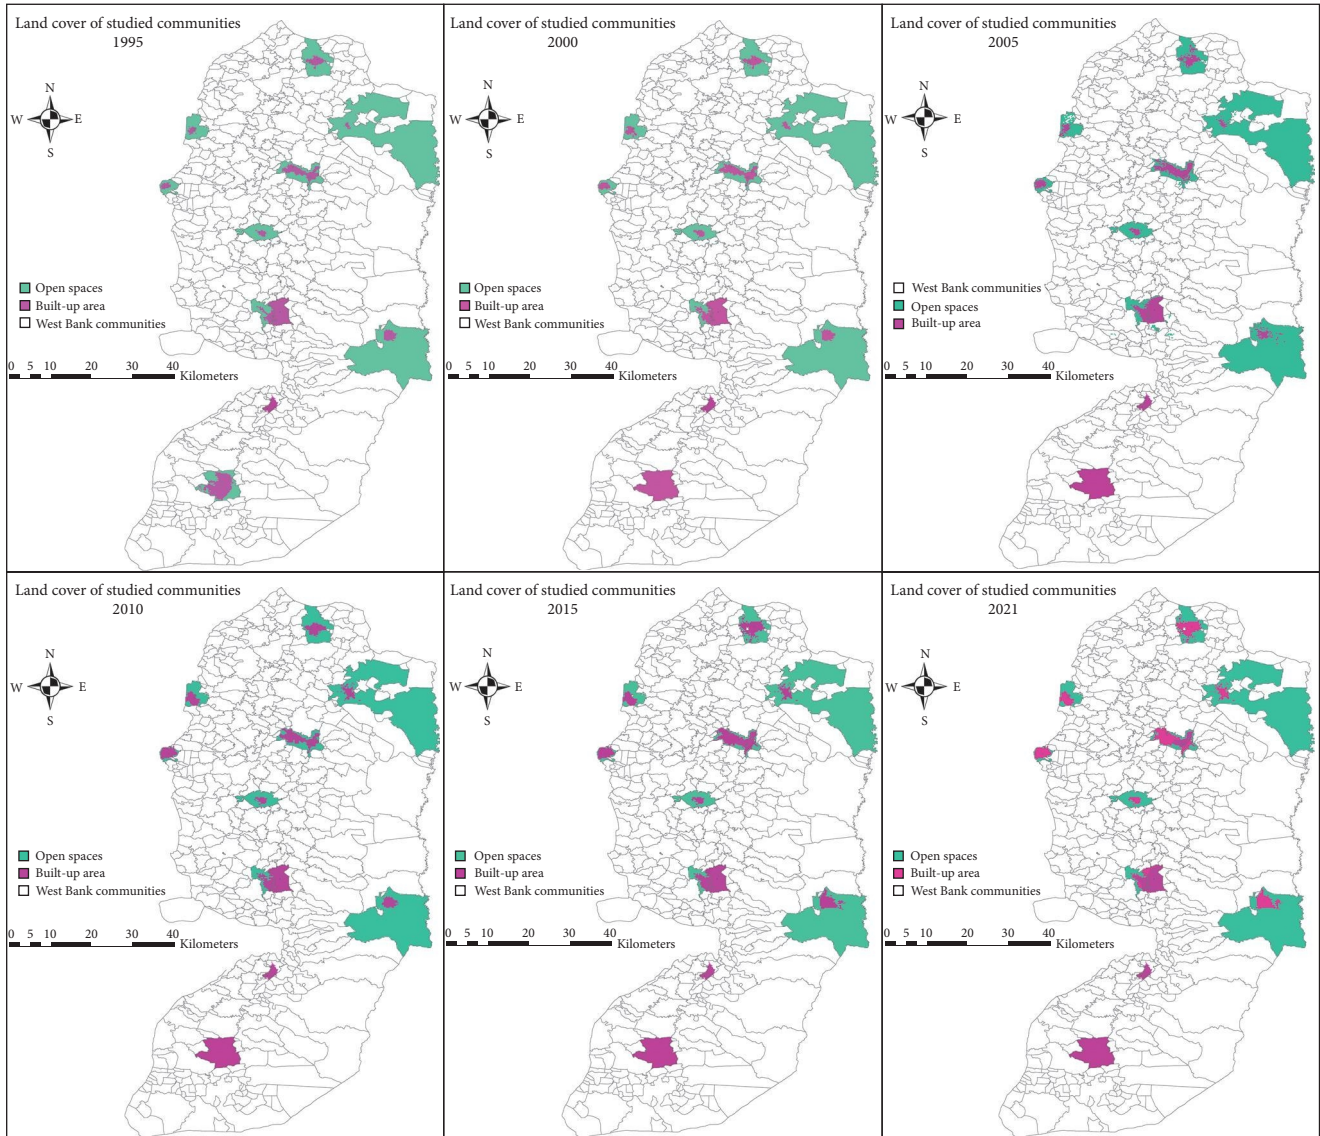 Land cover of studied communities
1995
N
W E
S
Open spaces
Built-up area
West Bank communities
0 5 10 20 30 40
Kilometers
Land cover of studied communities
2000
N
W E
S
Open spaces
Built-up area
West Bank communities
0 5 10 20 30 40
Kilometers
Land cover of studied communities
2005
N
W E
S
West Bank communities
Open spaces
Built-up area
0 5 10 20 30 40
Kilometers
Land cover of studied communities
2010
N
W E
S
Open spaces
Built-up area
West Bank communities
0 5 10 20 30 40
Kilometers
Land cover of studied communities
2015
N
W E
S
Open spaces
Built-up area
West Bank communities
0 5 10 20 30 40
Kilometers
Land cover of studied communities
2021
N
W E
S
Open spaces
Built-up area
West Bank communities
0 5 10 20 30 40
Kilometers